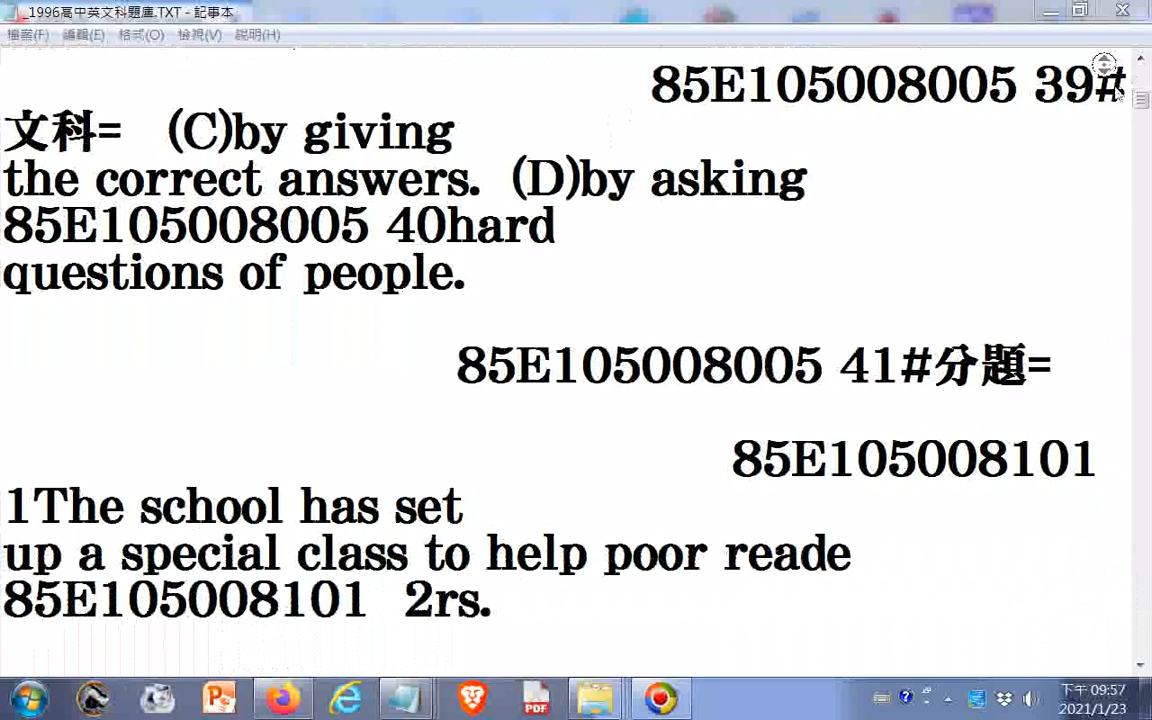 _1996高中英文科題庫.TXT - 記事本
檔案(F) 編輯(E) 格式(O) 檢視(V) 說明(H)
85E105008005 39#
文科= (C)by giving
the correct answers. (D)by asking
85E105008005 40hard
questions of people.
85E105008005 41#分題=
85E105008101
1The school has set
up a special class to help poor reade
85E105008101 2rs.
PDF
下午 09:57
2021/1/23